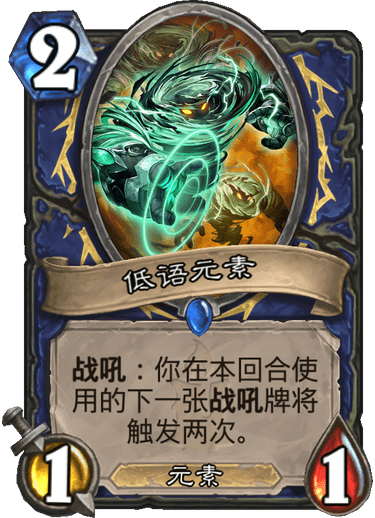 2
低语元素
战吼：你在本回合使
用的下一张战吼牌将
触发两次。
1
元素
1